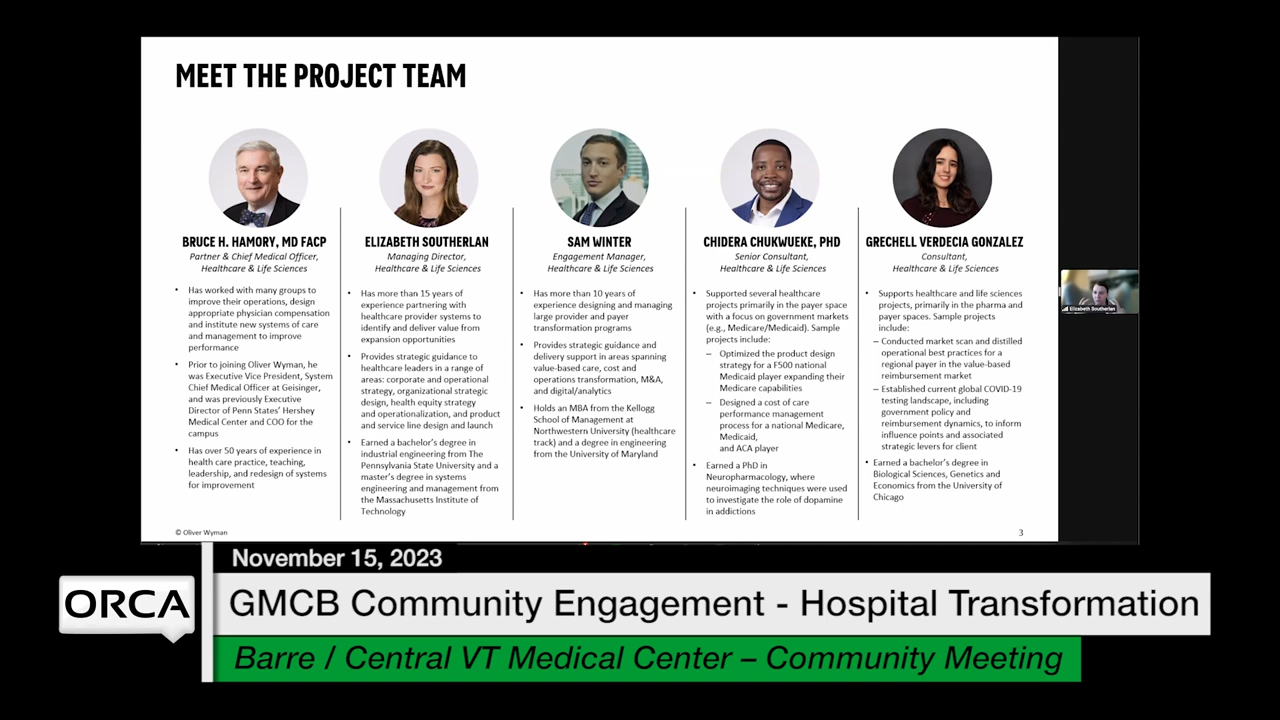 MEET THE PROJECT TEAM
BRUCE H. HAMORY, MD FACP
Partner & Chief Medical Officer,
Healthcare & Life Sciences
• Has worked with many groups to
improve their operations, design
appropriate physician compensation
and institute new systems of care
and management to improve
performance
• Prior to joining Oliver Wyman, he
was Executive Vice President, System
Chief Medical Officer at Geisinger,
and was previously Executive
Director of Penn States' Hershey
Medical Center and COO for the
campus
• Has over 50 years of experience in
health care practice, teaching,
leadership, and redesign of systems
for improvement
ELIZABETH SOUTHERLAN
Managing Director,
Healthcare & Life Sciences
• Has more than 15 years of
experience partnering with
healthcare provider systems to
identify and deliver value from
expansion opportunities
• Provides strategic guidance to
healthcare leaders in a range of
areas: corporate and operational
strategy, organizational strategic
design, health equity strategy
and operationalization, and product
and service line design and launch
• Earned a bachelor's degree in
industrial engineering from The
Pennsylvania State University and a
master's degree in systems
engineering and management from
the Massachusetts Institute of
Technology
SAM WINTER
Engagement Manager,
Healthcare & Life Sciences
• Has more than 10 years of
experience designing and managing
large provider and payer
transformation programs
• Provides strategic guidance and
delivery support in areas spanning
value-based care, cost and
operations transformation, M&A,
and digital/analytics
• Holds an MBA from the Kellogg
School of Management at
Northwestern University (healthcare
track) and a degree in engineering
from the University of Maryland
CHIDERA CHUKWUEKE, PHD
Senior Consultant,
Healthcare & Life Sciences
• Supported several healthcare
projects primarily in the payer space
with a focus on government markets
(e.g., Medicare/Medicaid). Sample
projects include:
– Optimized the product design
strategy for a F500 national
Medicaid player expanding their
Medicare capabilities
– Designed a cost of care
performance management
process for a national Medicare,
Medicaid,
and ACA player
• Earned a PhD in
Neuropharmacology, where
neuroimaging techniques were used
to investigate the role of dopamine
in addictions
GRECHELL VERDECIA GONZALEZ
Consultant,
Healthcare & Life Sciences
• Supports healthcare and life sciences
projects, primarily in the pharma and
payer spaces. Sample projects
include:
– Conducted market scan and distilled
operational best practices for a
regional payer in the value-based
reimbursement market
– Established current global COVID-19
testing landscape, including
government policy and
reimbursement dynamics, to inform
influence points and associated
strategic levers for client
• Earned a bachelor's degree in
Biological Sciences, Genetics and
Economics from the University of
Chicago
© Oliver Wyman
3
Elizabeth Southerlan
November 15, 2023
ORCA
GMCB Community Engagement - Hospital Transformation
Barre / Central VT Medical Center – Community Meeting